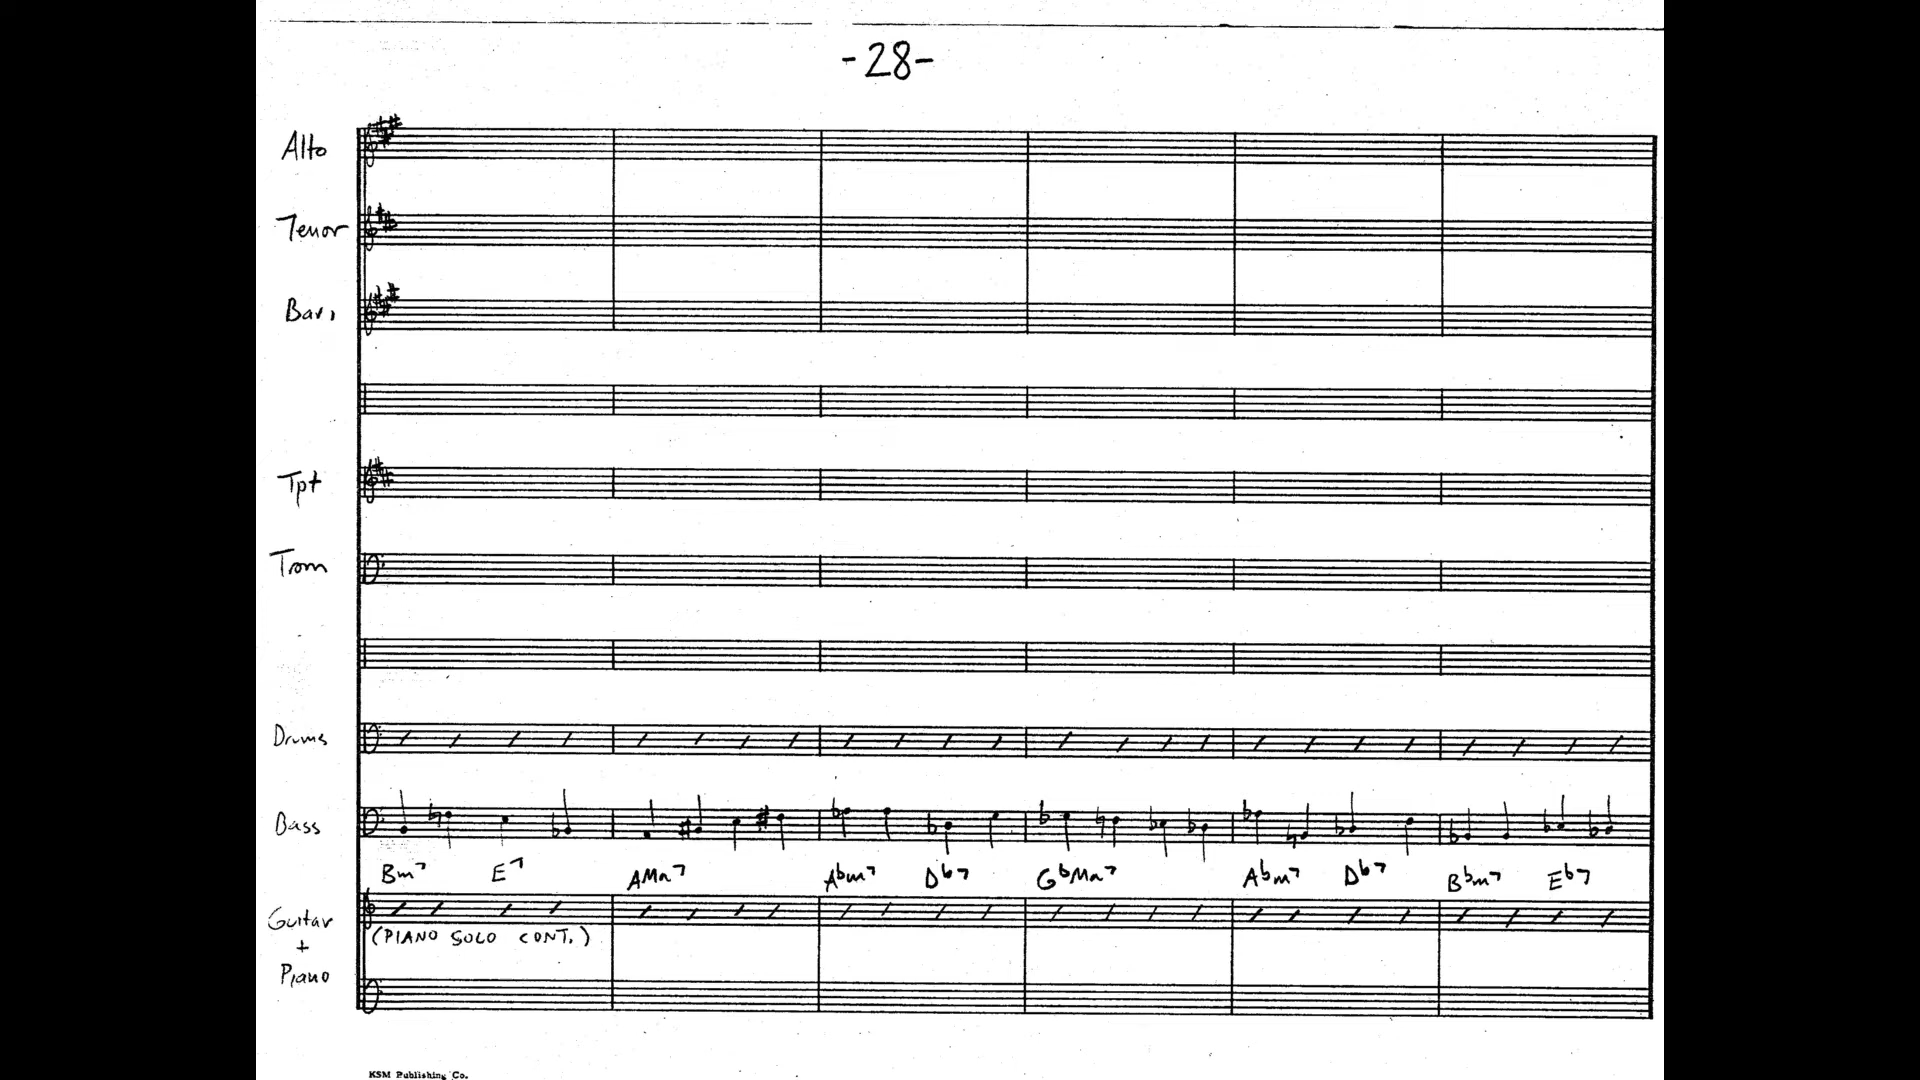 -28-
Alto
Tenor
Bari
Tpt
Trom
Drums
Bass
Bm7 E7 AMa7 Abm7 Db7 GbMa7 Abm7 Db7 Bbm7 Eb7
Guitar
(PIANO SOLO CONT.)
+
Piano
KSM Publishing Co.